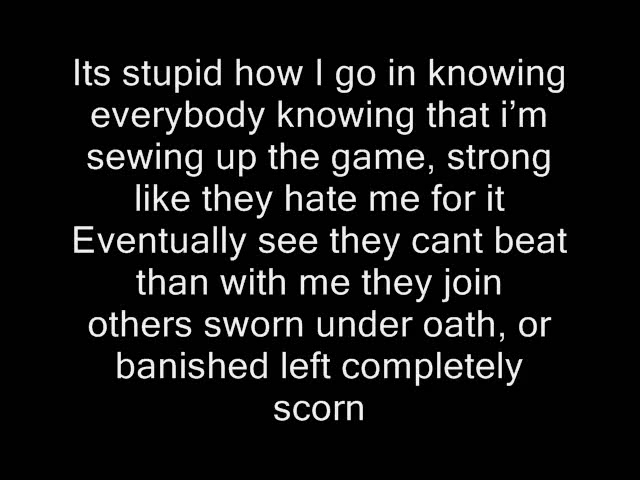 Its stupid how I go in knowing
everybody knowing that i’m
sewing up the game, strong
like they hate me for it
Eventually see they cant beat
than with me they join
others sworn under oath, or
banished left completely
scorn